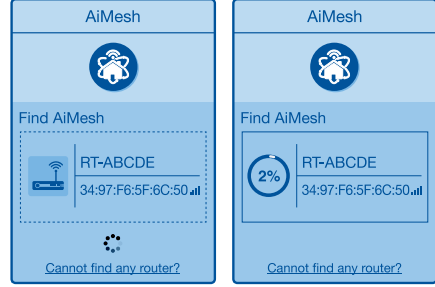 AiMesh
Find AiMesh
RT-ABCDE
34:97:F6:5F:6C:50
Cannot find any router?
AiMesh
Find AiMesh
2%
RT-ABCDE
34:97:F6:5F:6C:50
Cannot find any router?